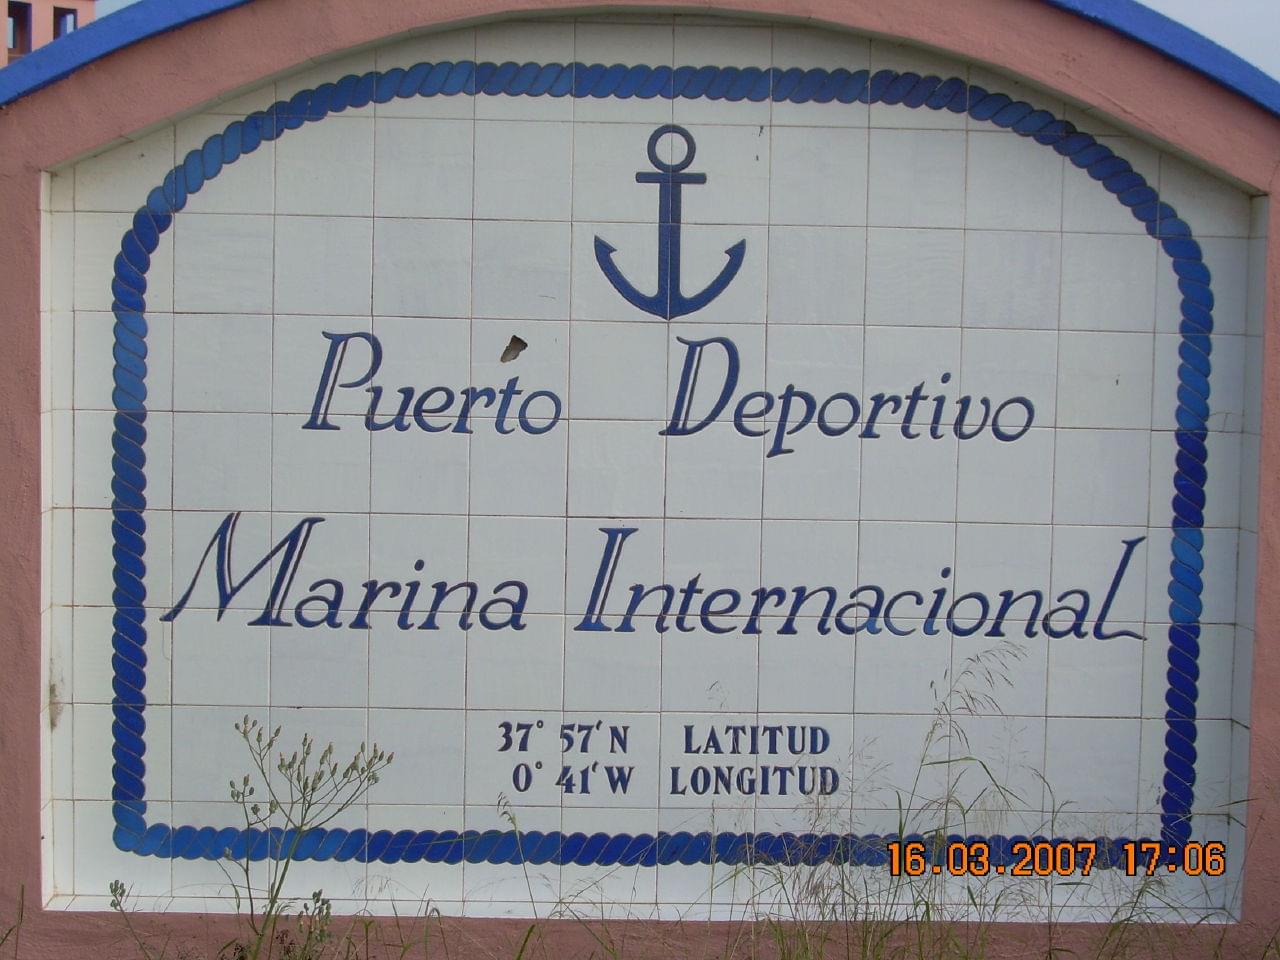 Puerto Deportivo
Marina Internacional
37° 57' N LATITUD
0° 41' W LONGITUD
16.03.2007 17:06